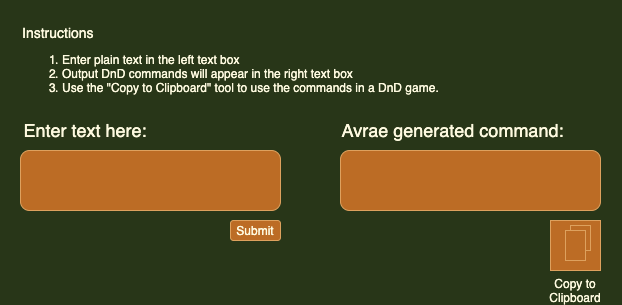 Instructions
1. Enter plain text in the left text box
2. Output DnD commands will appear in the right text box
3. Use the "Copy to Clipboard" tool to use the commands in a DnD game.
Enter text here:
Avrae generated command:
Submit
Copy to
Clipboard